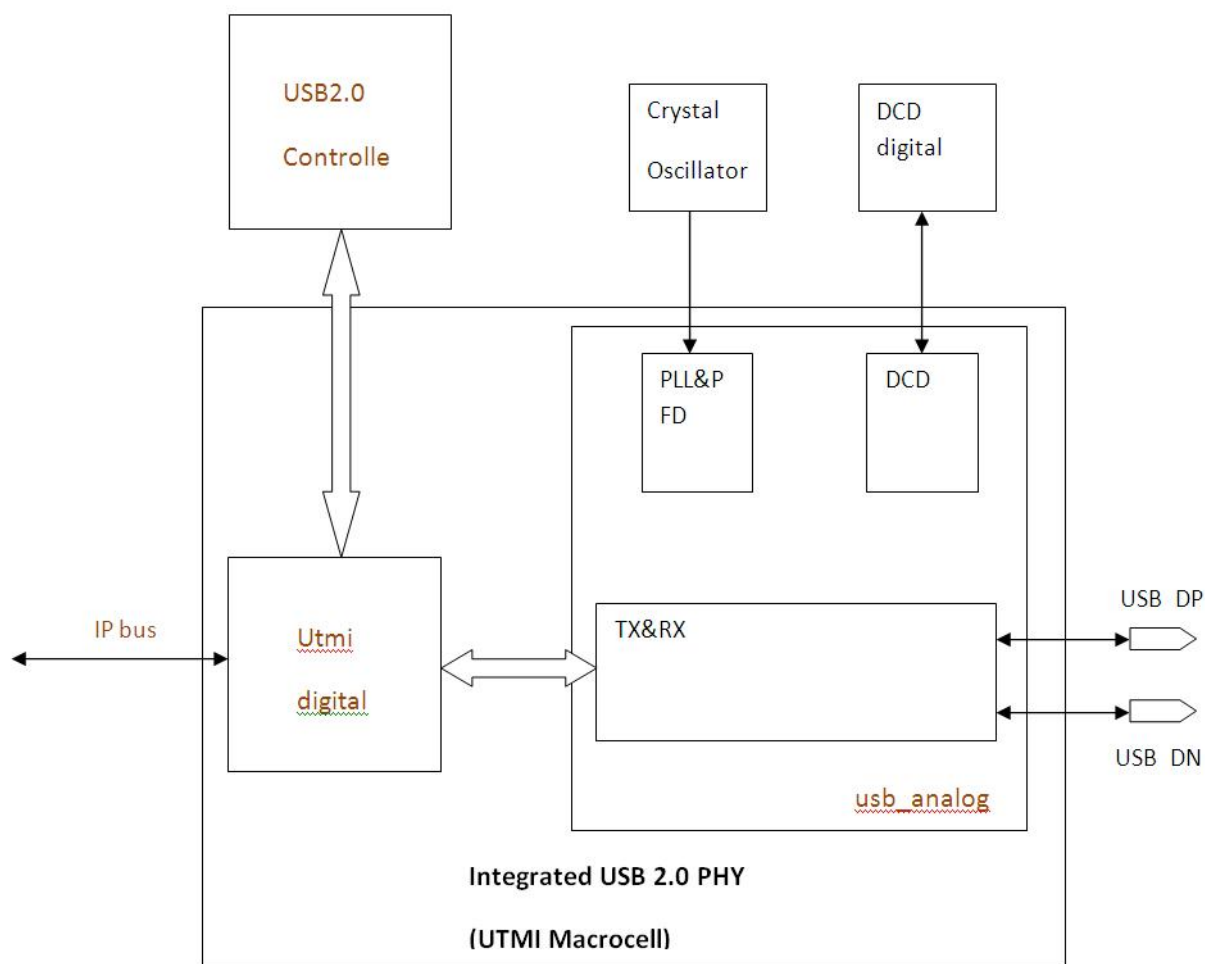 USB2.0
Controlle
Crystal
Oscillator
DCD
digital
PLL&P
FD
DCD
IP bus
Utmi
digital
TX&RX
USB DP
USB DN
usb_analog
Integrated USB 2.0 PHY
(UTMI Macrocell)